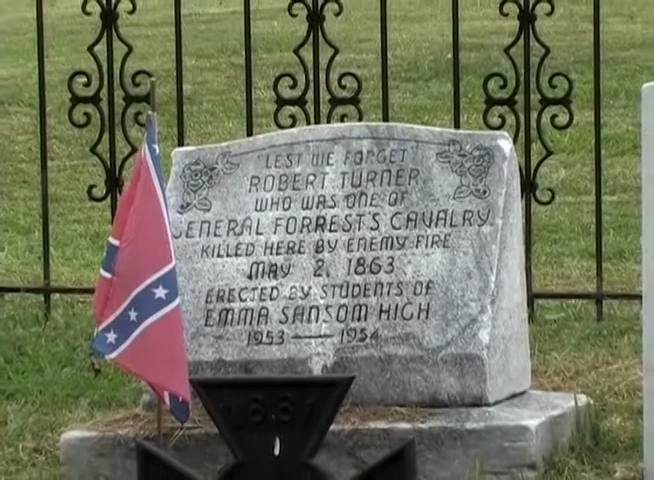 "LEST WE FORGET"
ROBERT TURNER
WHO WAS ONE OF
GENERAL FORREST'S CAVALRY
KILLED HERE BY ENEMY FIRE
MAY 2, 1863
ERECTED BY STUDENTS OF
EMMA SANSOM HIGH
1953 — 1954